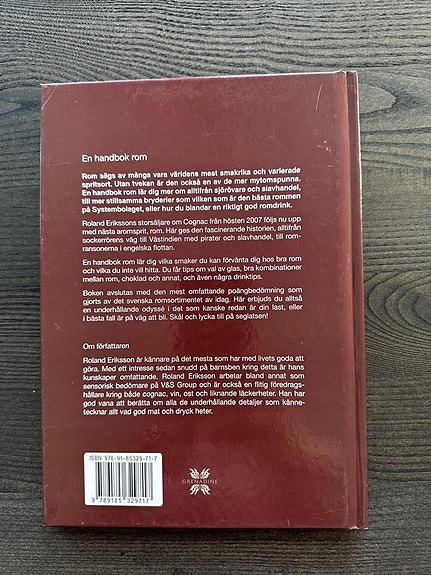 En handbok rom
Rom sägs av många vara världens mest smakrika och varierade
spritsort. Utan tvekan är den också en av de mer mytomspunna.
En handbok rom lär dig mer om alltifrån sjörövare och slavhandel,
till mer stillsamma bryderier som vilken som är den bästa rommen
på Systembolaget, eller hur du blandar en riktigt god romdrink.
Roland Erikssons storsäljare om Cognac från hösten 2007 följs nu upp
med nästa aromsprit, rom. Här ges den fascinerande historien, alltifrån
sockerrörens väg till Västindien med pirater och slavhandel, till rom-
ransonerna i engelska flottan.
En handbok rom lär dig vilka smaker du kan förvänta dig hos bra rom
och vilka du inte vill hitta. Du får tips om val av glas, bra kombinationer
mellan rom, choklad och annat, och även några drinktips.
Boken avslutas med den mest omfattande poängbedömning som
gjorts av det svenska romsortimentet av idag. Här erbjuds du alltså
en underhållande odyssé i det som kanske redan är din last, eller
i bästa fall är på väg att bli. Skål och lycka till på seglatsen!
Om författaren
Roland Eriksson är kännare på det mesta som har med livets goda att
göra. Med ett intresse sedan snudd på barnsben kring detta är hans
kunskaper omfattande. Roland Eriksson arbetar bland annat som
sensorisk bedömare på V&S Group och är också en flitig föredrags-
hållare kring både cognac, vin, ost och liknande läckerheter. Han har
god vana att berätta om alla de underhållande detaljer som känne-
tecknar allt vad god mat och dryck heter.
ISBN 978-91-85329-71-7
9 789185 329717
GRENADINE